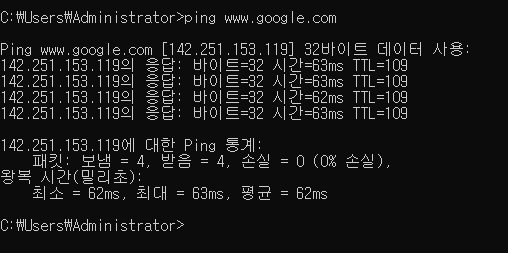 C:₩Users₩Administrator>ping www.google.com
Ping www.google.com [142.251.153.119] 32바이트 데이터 사용:
142.251.153.119의 응답: 바이트=32 시간=63ms TTL=109
142.251.153.119의 응답: 바이트=32 시간=63ms TTL=109
142.251.153.119의 응답: 바이트=32 시간=62ms TTL=109
142.251.153.119의 응답: 바이트=32 시간=63ms TTL=109
142.251.153.119에 대한 Ping 통계:
패킷: 보냄 = 4, 받음 = 4, 손실 = 0 (0% 손실),
왕복 시간(밀리초):
최소 = 62ms, 최대 = 63ms, 평균 = 62ms
C:₩Users₩Administrator>